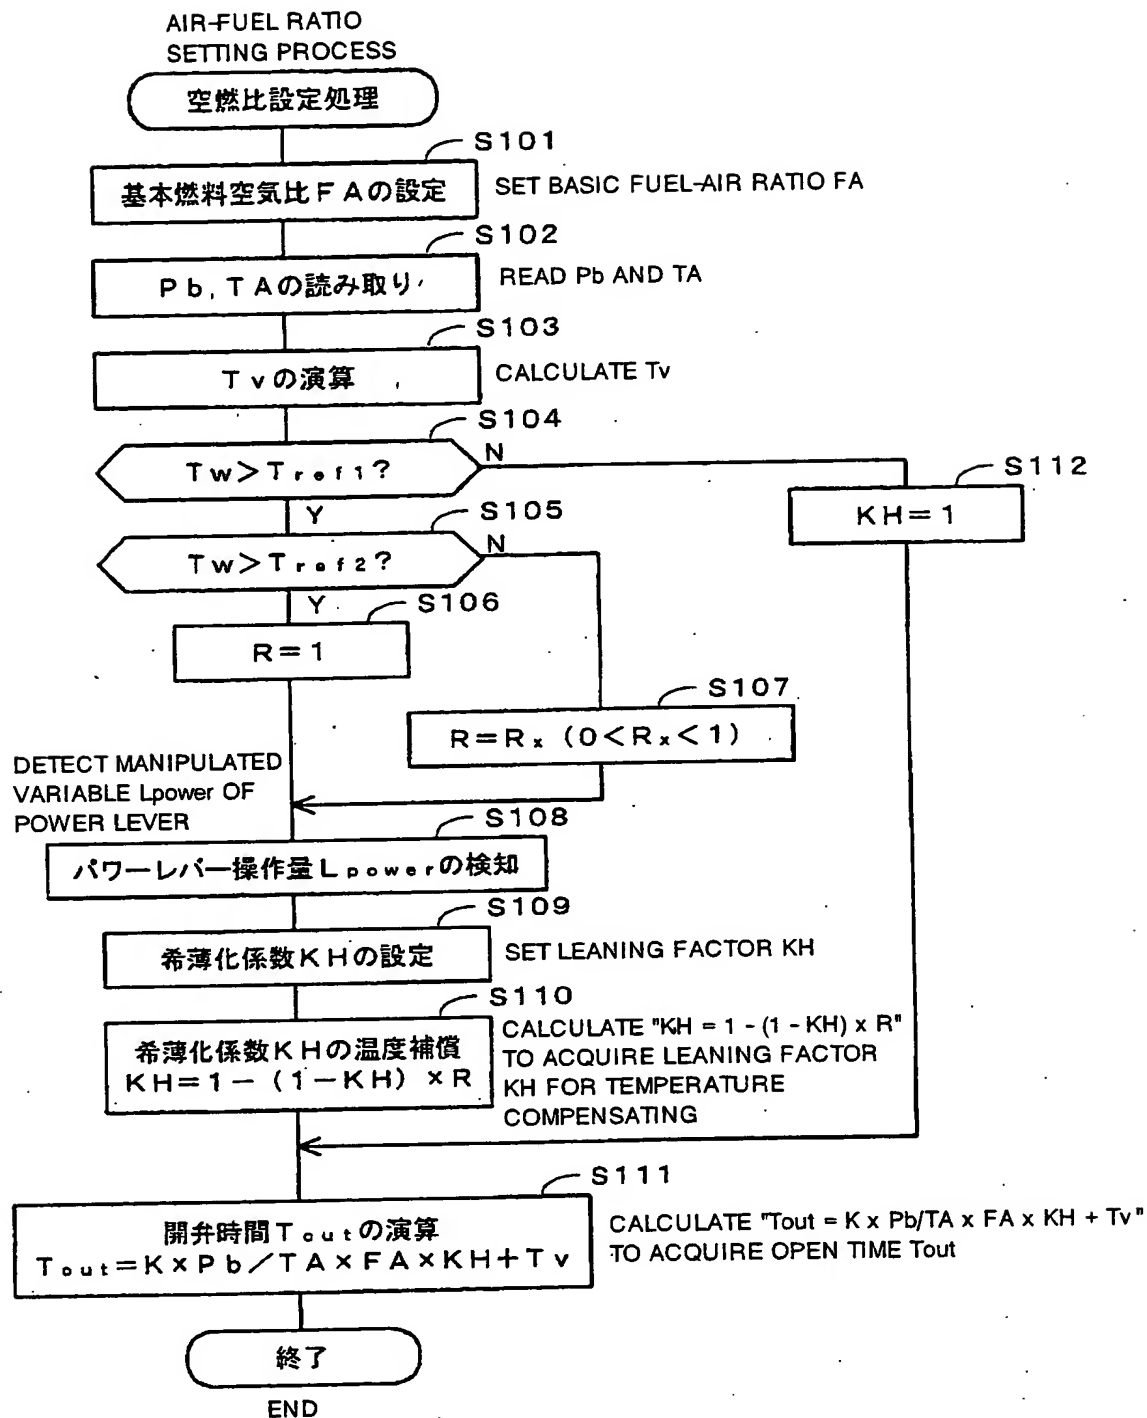 AIR-FUEL RATIO
SETTING PROCESS
空燃比設定処理
S101
基本燃料空気比FAの設定
SET BASIC FUEL-AIR RATIO FA
S102
Pb, TAの読み取り
READ Pb AND TA
S103
Tvの演算
CALCULATE Tv
S104
Tw>Tref1?
N
S112
KH=1
Y
S105
Tw>Tref2?
N
Y
S106
R=1
S107
R=Rx (0<Rx<1)
DETECT MANIPULATED
VARIABLE Lpower OF
POWER LEVER
S108
パワーレバー操作量Lpowerの検知
S109
希薄化係数KHの設定
SET LEANING FACTOR KH
S110
希薄化係数KHの温度補償
KH=1-(1-KH)×R
CALCULATE "KH = 1 - (1 - KH) x R"
TO ACQUIRE LEANING FACTOR
KH FOR TEMPERATURE
COMPENSATING
S111
開弁時間Toutの演算
Tout=K×Pb/TA×FA×KH+Tv
CALCULATE "Tout = K x Pb/TA x FA x KH + Tv"
TO ACQUIRE OPEN TIME Tout
終了
END